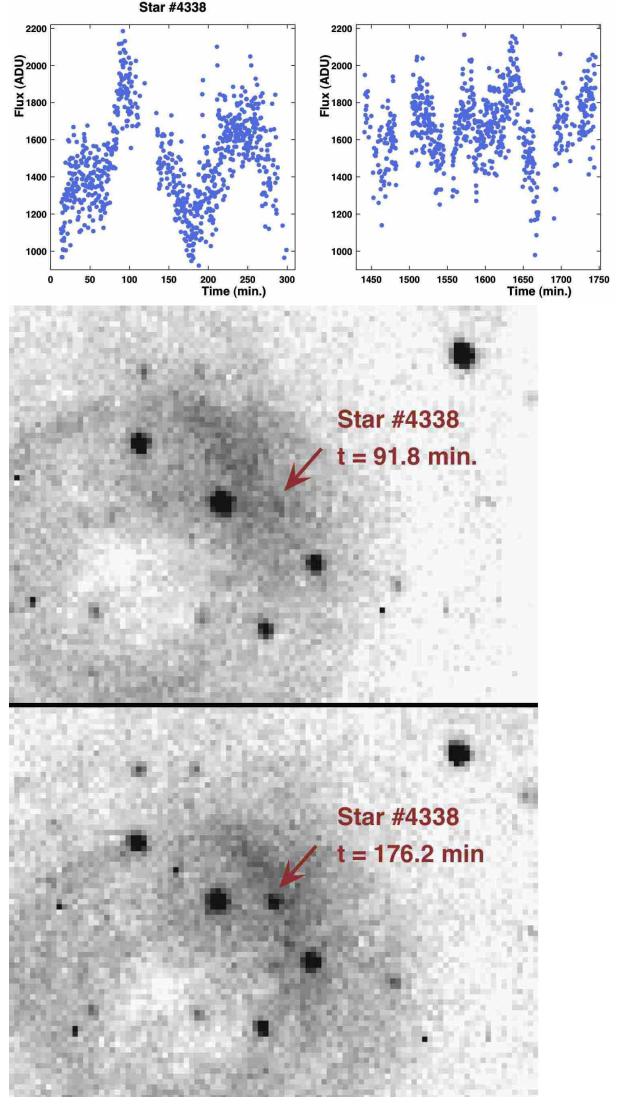 Star #4338
2200
2000
1800
1600
1400
1200
1000
Flux (ADU)
0 50 100 150 200 250 300
Time (min.)
2200
2000
1800
1600
1400
1200
1000
Flux (ADU)
1450 1500 1550 1600 1650 1700 1750
Time (min.)
Star #4338
t = 91.8 min.
Star #4338
t = 176.2 min